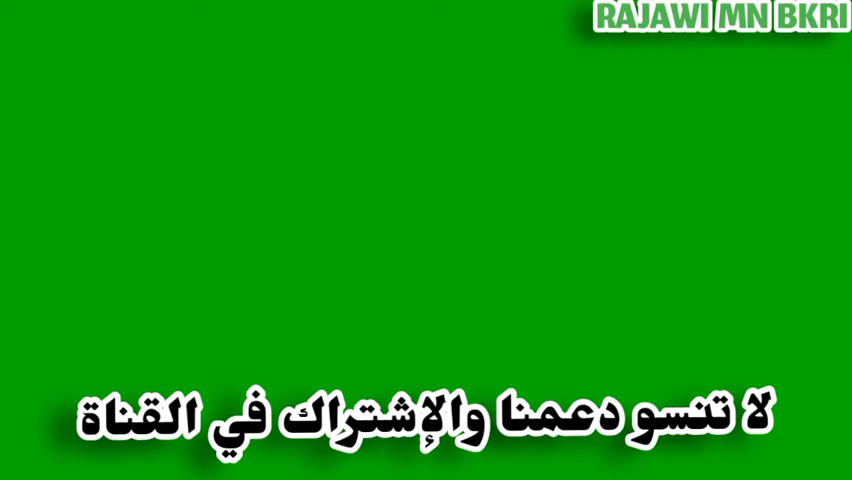 RAJAWI MN BKRI
لا تنسو دعمنا والإشتراك في القناة